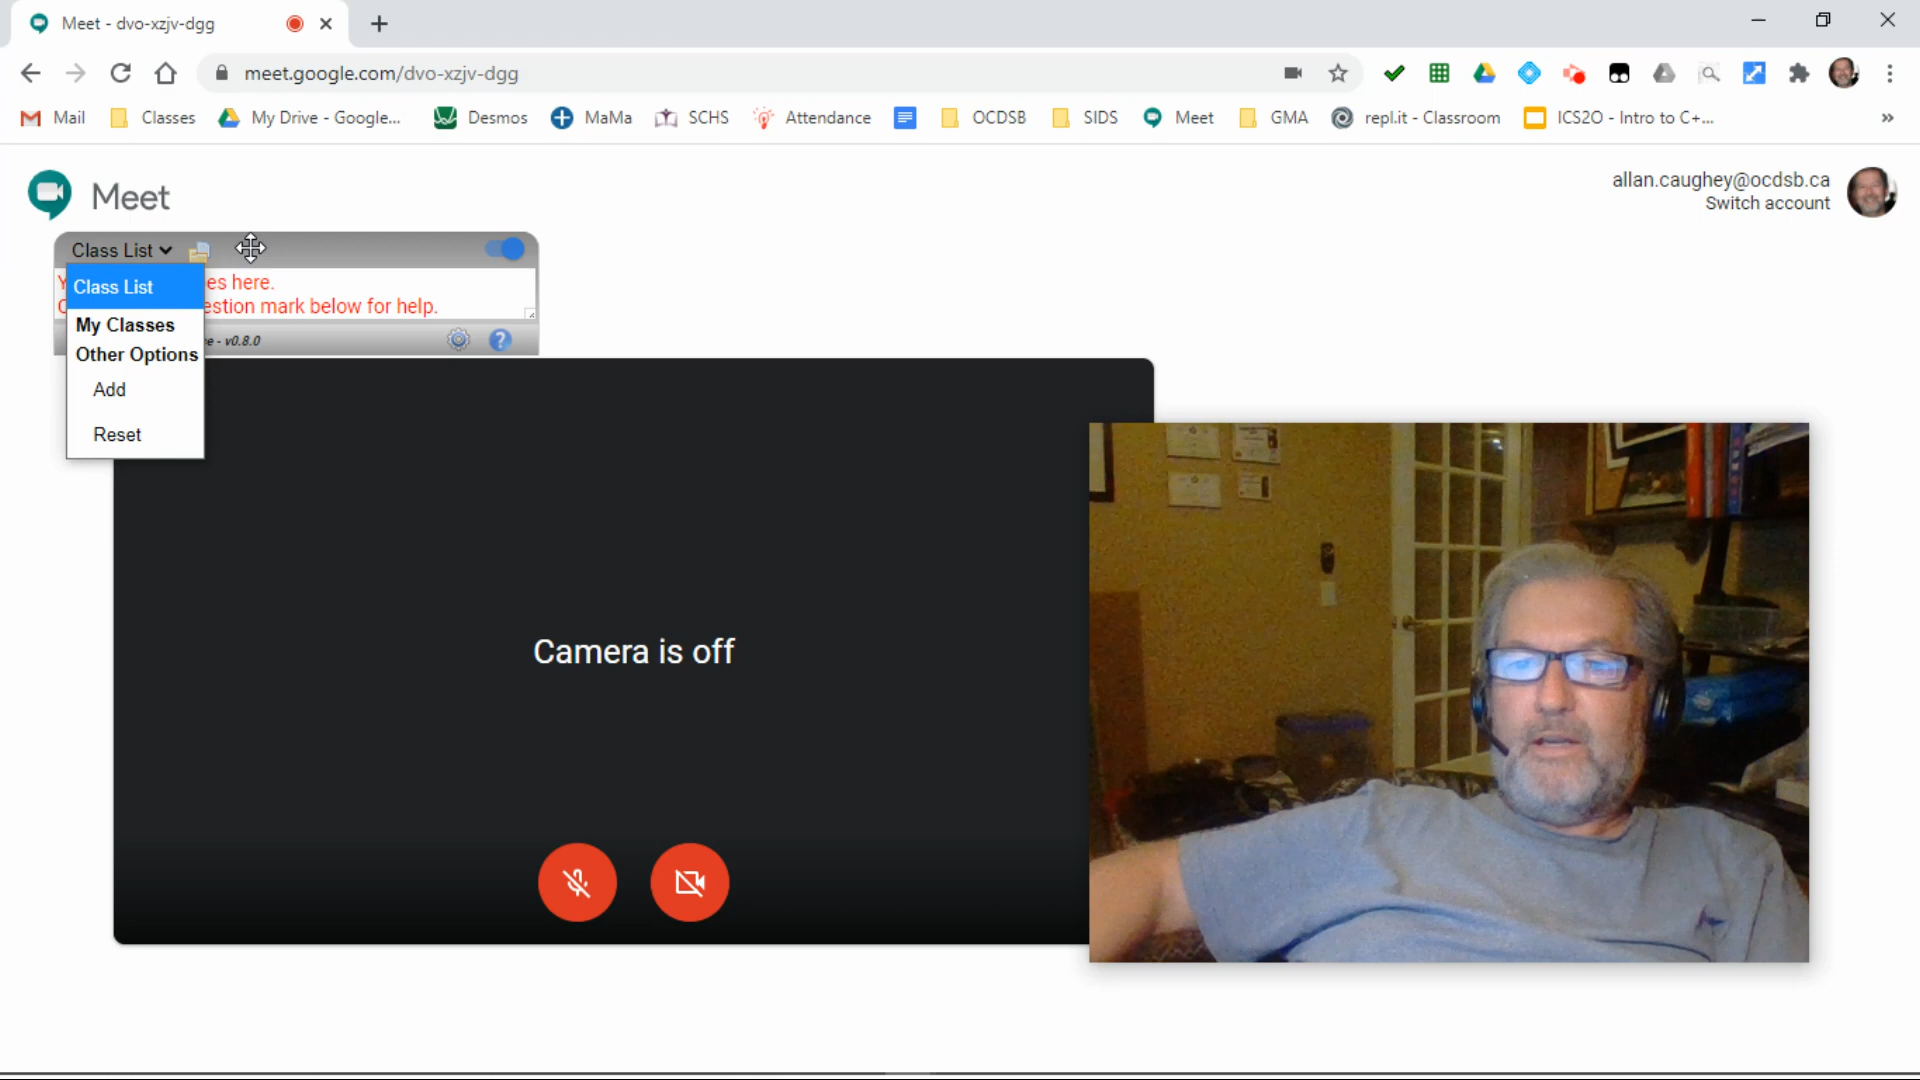 Meet - dvo-xzjv-dgg
meet.google.com/dvo-xzjv-dgg
Mail
Classes
My Drive - Google...
Desmos
MaMa
SCHS
Attendance
OCDSB
SIDS
Meet
GMA
repl.it - Classroom
ICS2O - Intro to C+...
»
Meet
allan.caughey@ocdsb.ca
Switch account
Class List
es here.
estion mark below for help.
e - v0.8.0
?
Class List
My Classes
Other Options
Add
Reset
Camera is off